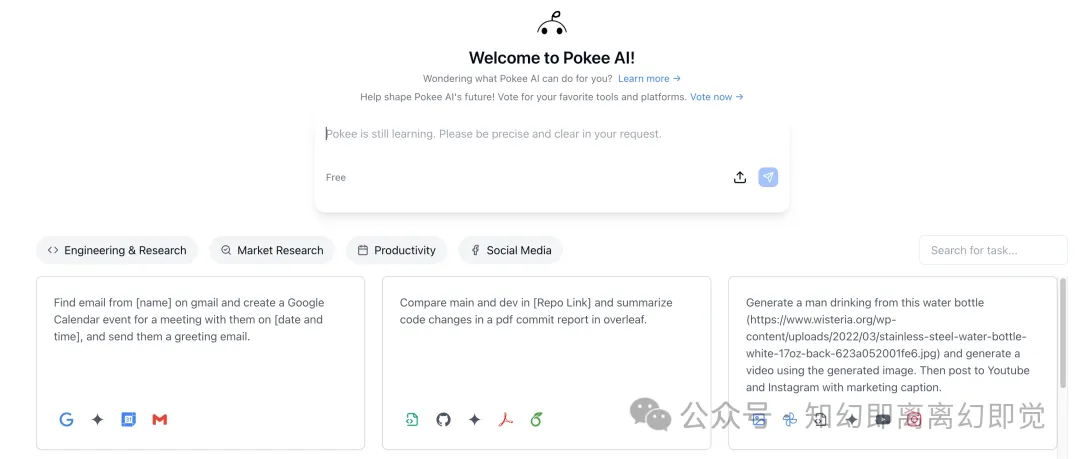 Welcome to Pokee AI!
Wondering what Pokee AI can do for you? Learn more →
Help shape Pokee AI's future! Vote for your favorite tools and platforms. Vote now →
Pokee is still learning. Please be precise and clear in your request.
Free
Engineering & Research
Market Research
Productivity
Social Media
Search for task...
Find email from [name] on gmail and create a Google
Calendar event for a meeting with them on [date and
time], and send them a greeting email.
Compare main and dev in [Repo Link] and summarize
code changes in a pdf commit report in overleaf.
Generate a man drinking from this water bottle
(https://www.wisteria.org/wp-
content/uploads/2022/03/stainless-steel-water-bottle-
white-17oz-back-623a052001fe6.jpg) and generate a
video using the generated image. Then post to Youtube
and Instagram with marketing caption.
31
公众号 · 知幻即离离幻即觉